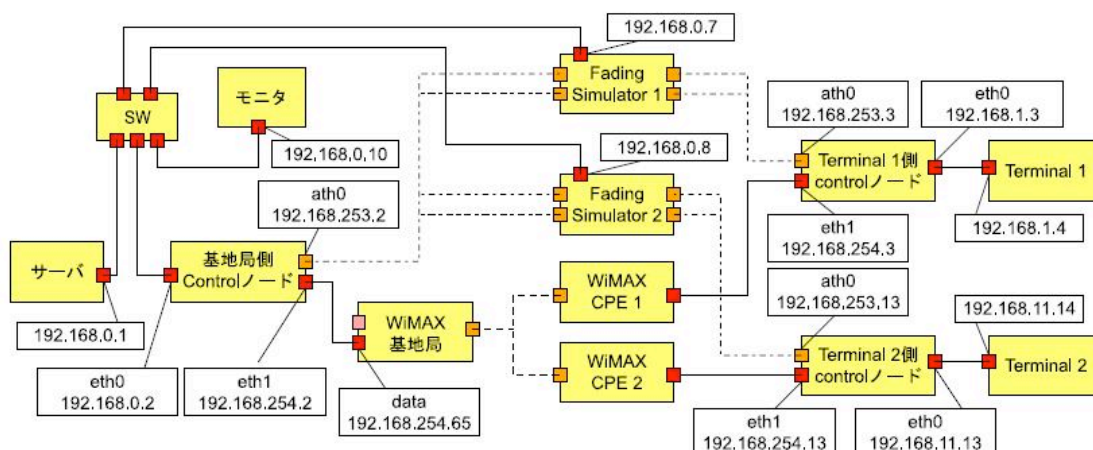 192.168.0.7
Fading
Simulator 1
モニタ
SW
192.168.0.10
ath0
192.168.253.3
eth0
192.168.1.3
192.168.0.8
Terminal 1側
controlノード
Terminal 1
ath0
192.168.253.2
Fading
Simulator 2
eth1
192.168.254.3
192.168.1.4
サーバ
基地局側
Controlノード
WiMAX
CPE 1
ath0
192.168.253.13
192.168.11.14
192.168.0.1
WiMAX
基地局
WiMAX
CPE 2
Terminal 2側
controlノード
Terminal 2
eth0
192.168.0.2
eth1
192.168.254.2
data
192.168.254.65
eth1
192.168.254.13
eth0
192.168.11.13